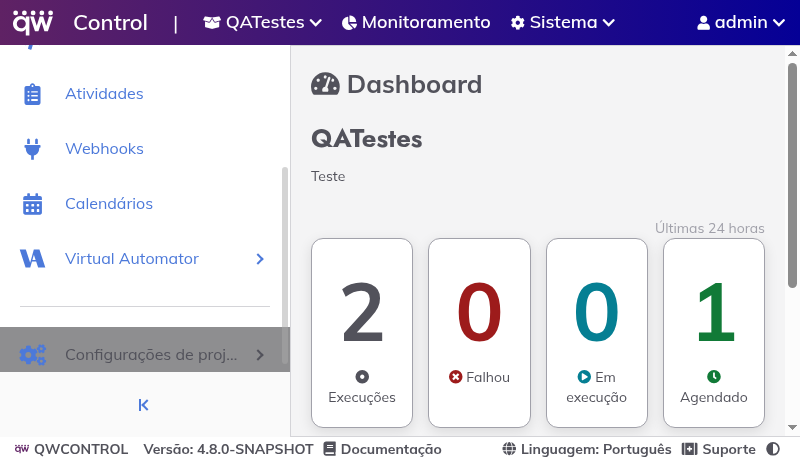 qw Control | QATestes Monitoramento Sistema admin
Atividades
Webhooks
Calendários
Virtual Automator
Configurações de proj...
Dashboard
QATestes
Teste
Últimas 24 horas
2
Execuções
0
Falhou
0
Em
execução
1
Agendado
qw QWCONTROL Versão: 4.8.0-SNAPSHOT Documentação Linguagem: Português Suporte